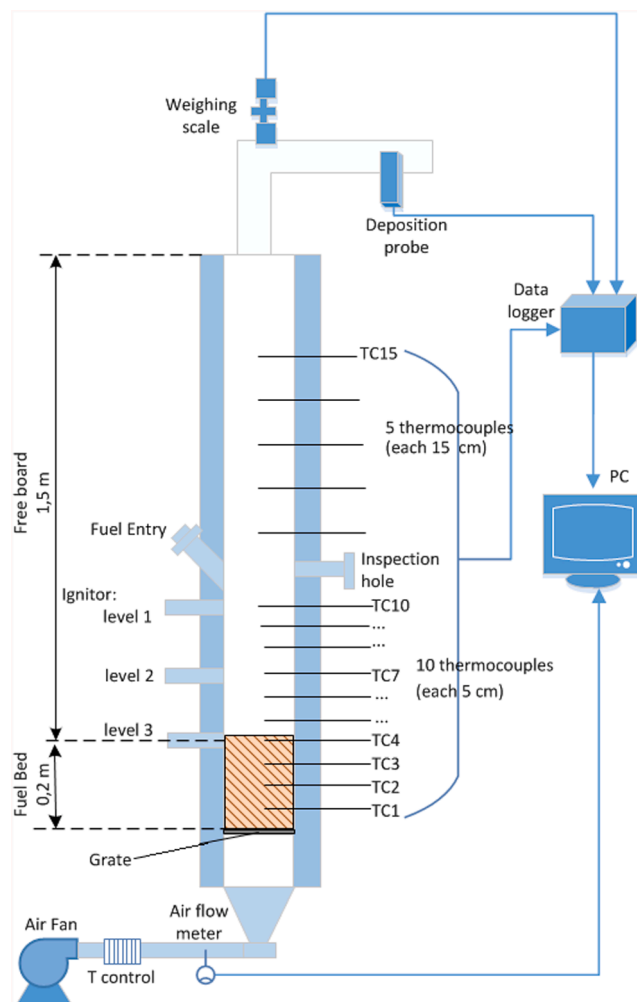 Weighing
scale
Deposition
probe
Data
logger
TC15
5 thermocouples
(each 15 cm)
PC
Free board
1,5 m
Fuel Entry
Inspection
hole
Ignitor:
level 1
TC10
...
...
level 2
TC7
10 thermocouples
(each 5 cm)
...
...
level 3
TC4
TC3
TC2
TC1
Fuel Bed
0,2 m
Grate
Air flow
meter
Air Fan
T control